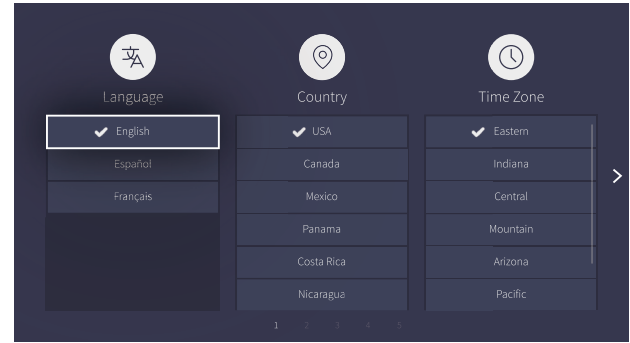 Language
Country
Time Zone
English
Español
Français
USA
Canada
Mexico
Panama
Costa Rica
Nicaragua
Eastern
Indiana
Central
Mountain
Arizona
Pacific
1 2 3 4 5